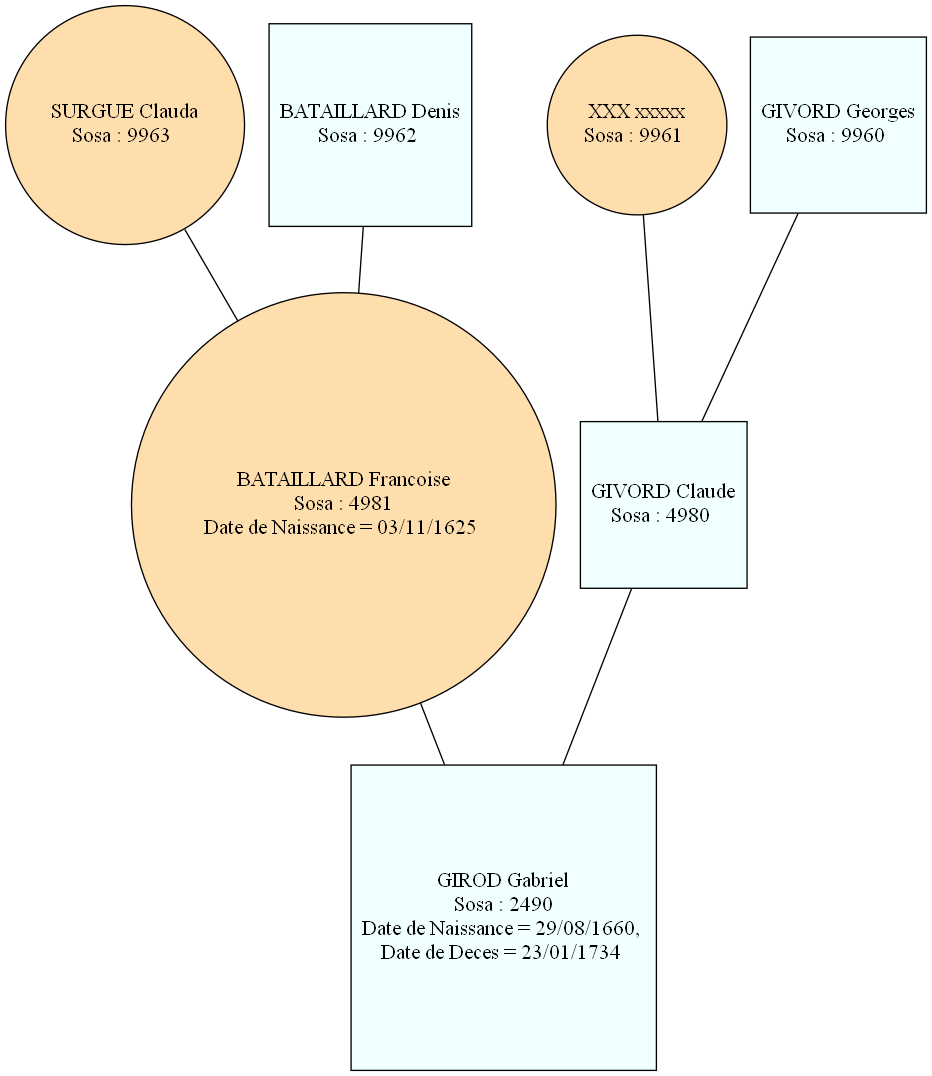 SURGUE Clauda
Sosa : 9963
BATAILLARD Denis
Sosa : 9962
XXX xxxxx
Sosa : 9961
GIVORD Georges
Sosa : 9960
BATAILLARD Francoise
Sosa : 4981
Date de Naissance = 03/11/1625
GIVORD Claude
Sosa : 4980
GIROD Gabriel
Sosa : 2490
Date de Naissance = 29/08/1660,
Date de Deces = 23/01/1734